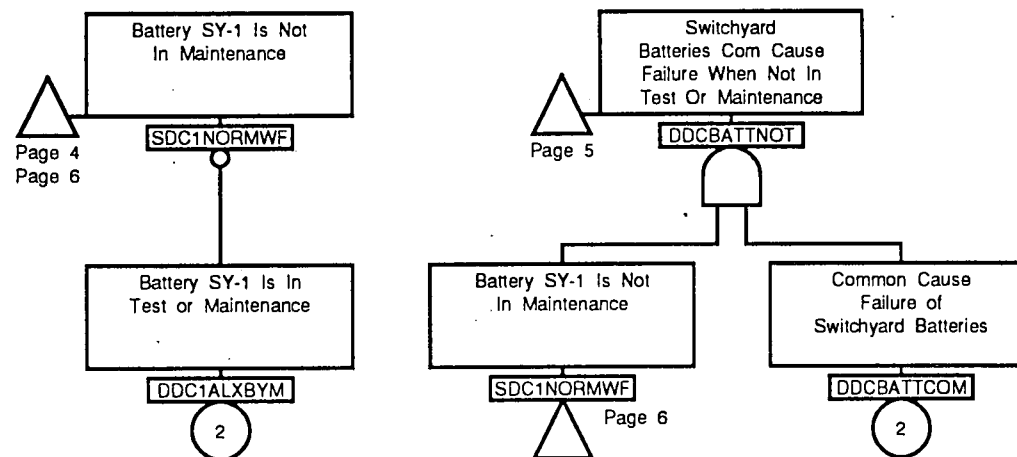 Battery SY-1 Is Not
In Maintenance
Page 4
Page 6
SDC1NORMWF
Battery SY-1 Is In
Test or Maintenance
DDC1ALXBYM
2
Switchyard
Batteries Com Cause
Failure When Not In
Test Or Maintenance
Page 5
DDCBATTNOT
Battery SY-1 Is Not
In Maintenance
SDC1NORMWF
Page 6
Common Cause
Failure of
Switchyard Batteries
DDCBATTCOM
2